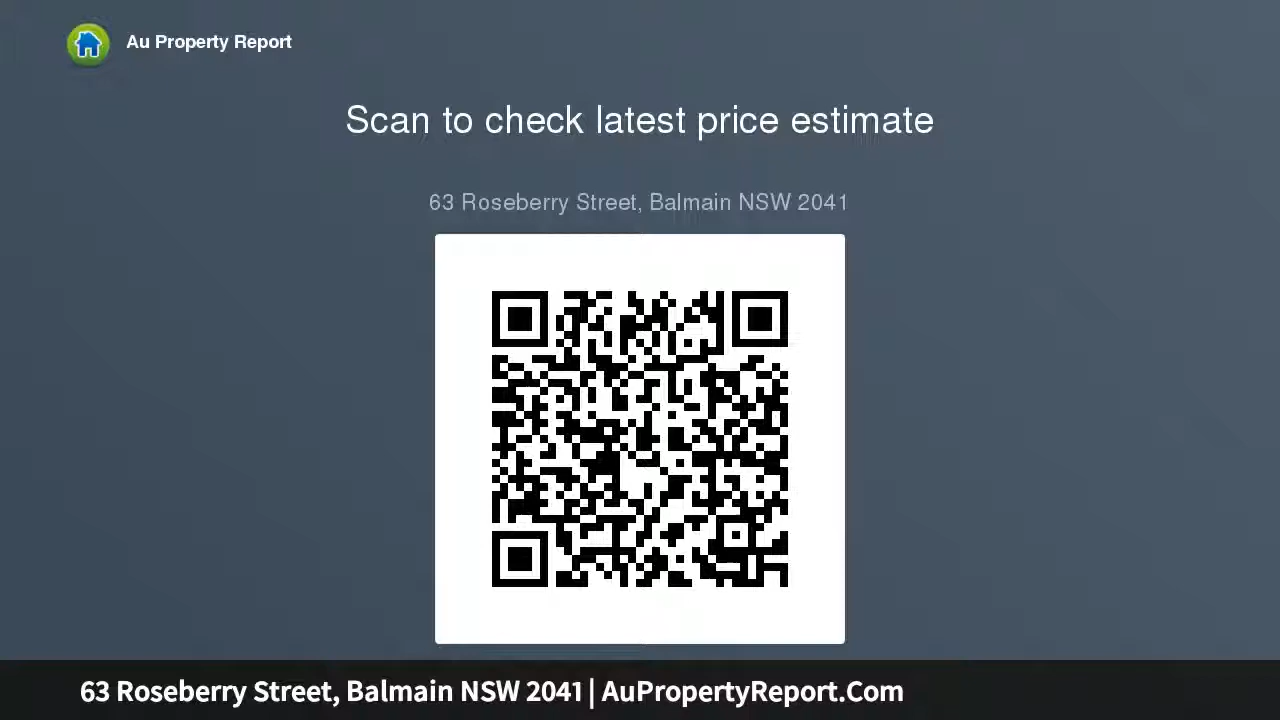 Au Property Report
Scan to check latest price estimate
63 Roseberry Street, Balmain NSW 2041
63 Roseberry Street, Balmain NSW 2041 | AuPropertyReport.Com